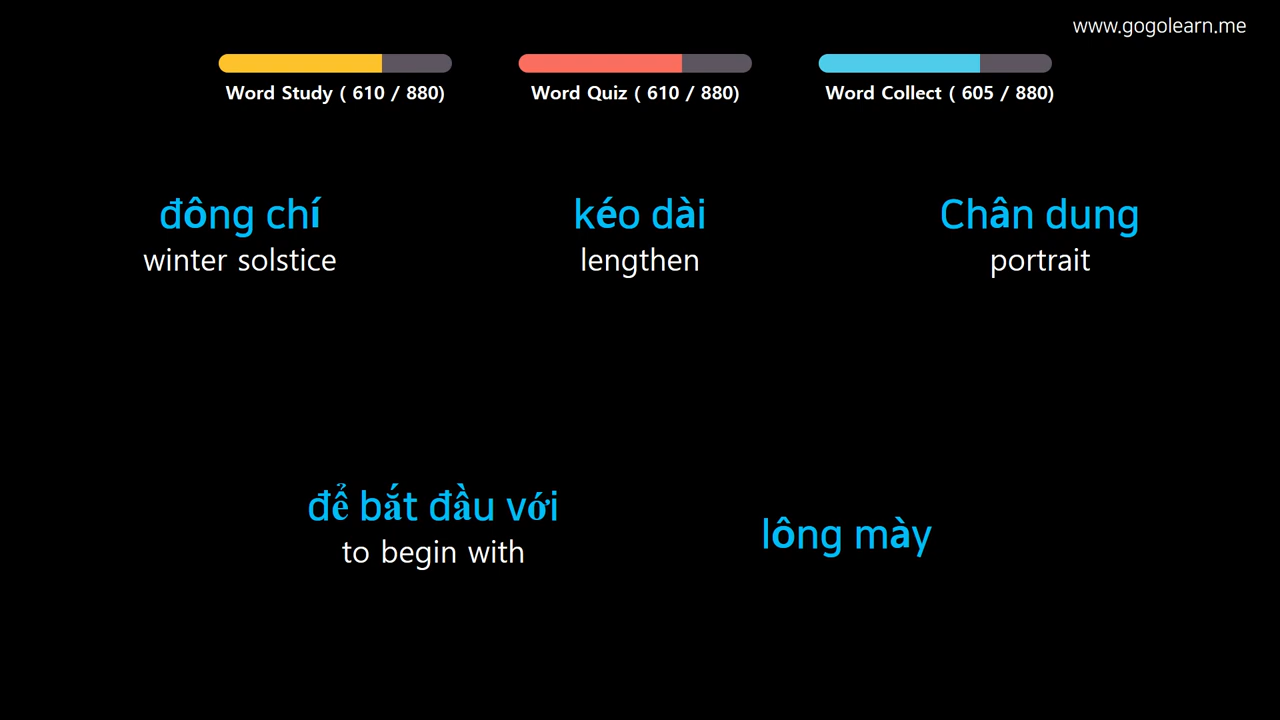 www.gogolearn.me
Word Study ( 610 / 880)
Word Quiz ( 610 / 880)
Word Collect ( 605 / 880)
đông chí
winter solstice
kéo dài
lengthen
Chân dung
portrait
để bắt đầu với
to begin with
lông mày